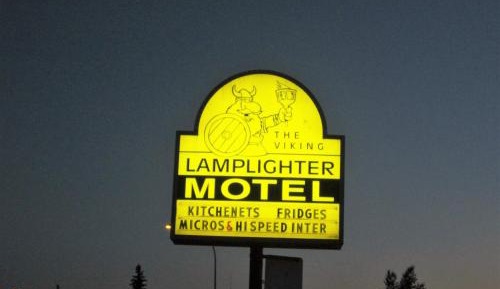 THE
VIKING
LAMPLIGHTER
MOTEL
KITCHENETS FRIDGES
MICROS & HISPEED INTER